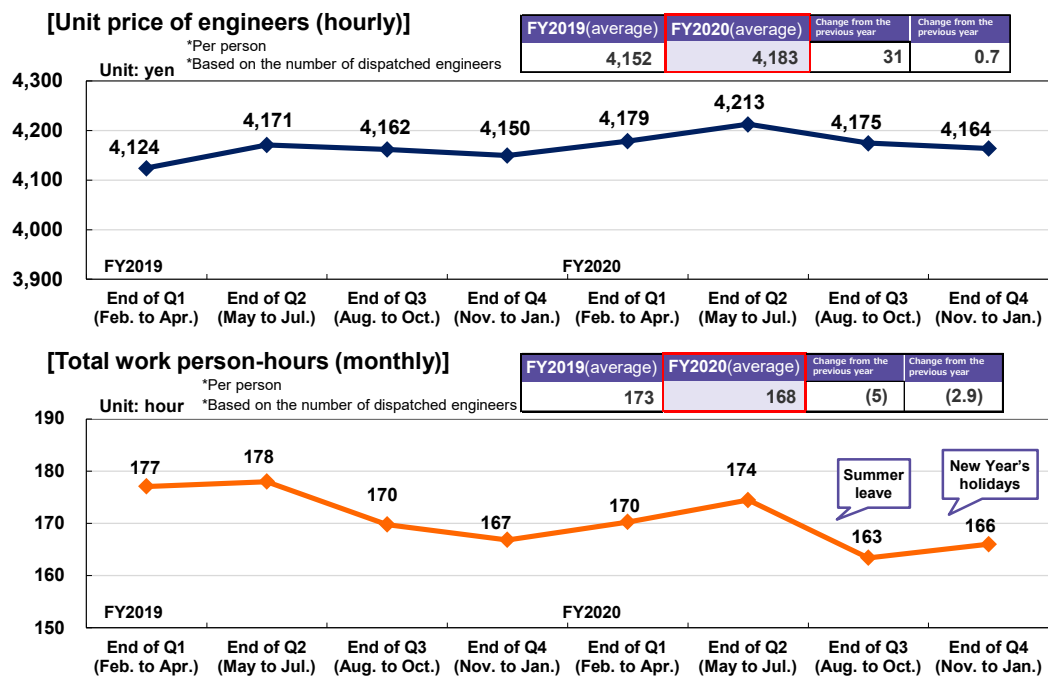 [Unit price of engineers (hourly)]
*Per person
*Based on the number of dispatched engineers
Unit: yen
FY2019(average) FY2020(average) Change from the previous year Change from the previous year
4,152 4,183 31 0.7
4,300
4,200
4,100
4,000
3,900
4,124 4,171 4,162 4,150 4,179 4,213 4,175 4,164
FY2019 FY2020
End of Q1 End of Q2 End of Q3 End of Q4 End of Q1 End of Q2 End of Q3 End of Q4
(Feb. to Apr.) (May to Jul.) (Aug. to Oct.) (Nov. to Jan.) (Feb. to Apr.) (May to Jul.) (Aug. to Oct.) (Nov. to Jan.)
[Total work person-hours (monthly)]
*Per person
*Based on the number of dispatched engineers
Unit: hour
FY2019(average) FY2020(average) Change from the previous year Change from the previous year
173 168 (5) (2.9)
190
180
170
160
150
177 178 170 167 170 174 163 166
Summer
leave
New Year's
holidays
FY2019 FY2020
End of Q1 End of Q2 End of Q3 End of Q4 End of Q1 End of Q2 End of Q3 End of Q4
(Feb. to Apr.) (May to Jul.) (Aug. to Oct.) (Nov. to Jan.) (Feb. to Apr.) (May to Jul.) (Aug. to Oct.) (Nov. to Jan.)